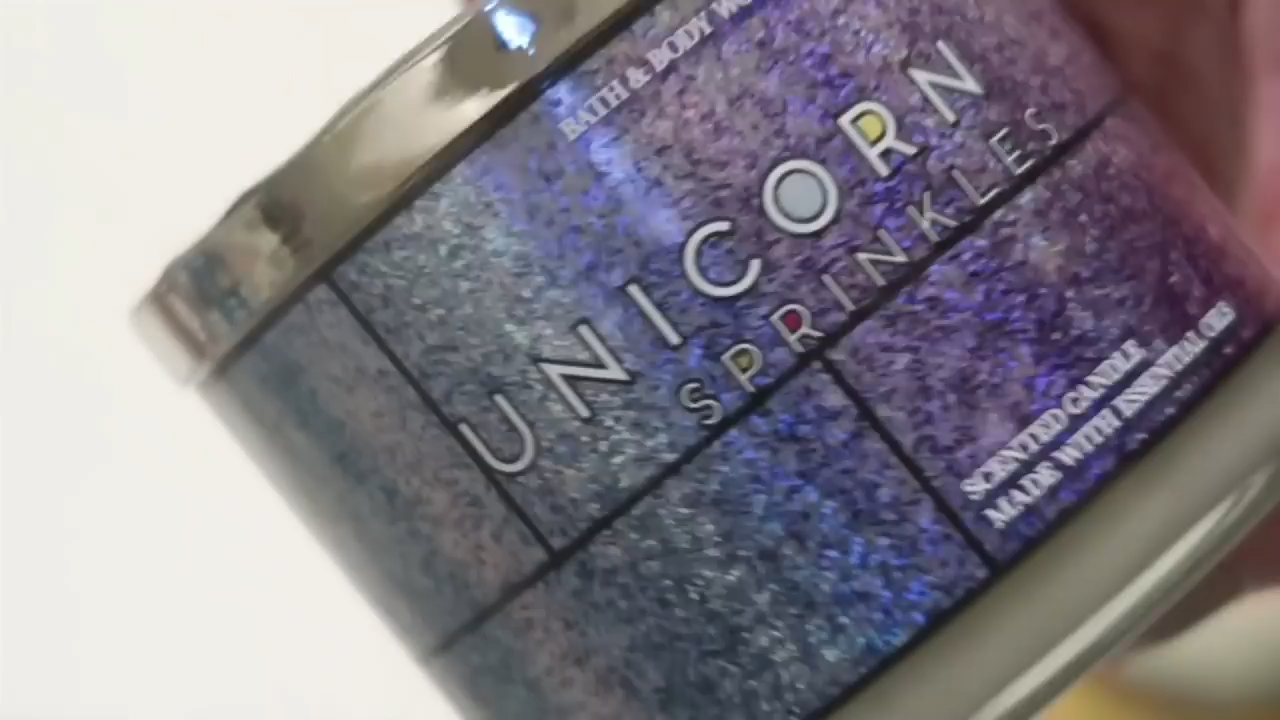 BATH & BODY WO
UNICORN
SPRINKLES
SCENTED CANDLE
MADE WITH ESSENTIAL OILS